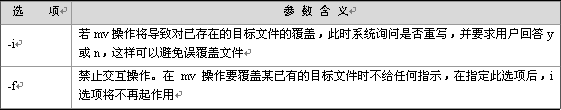 选 项
参 数 含 义
-i
若 mv 操作将导致对已存在的目标文件的覆盖，此时系统询问是否重写，并要求用户回答 y
或 n，这样可以避免误覆盖文件
-f
禁止交互操作。在 mv 操作要覆盖某已有的目标文件时不给任何指示，在指定此选项后，i
选项将不再起作用